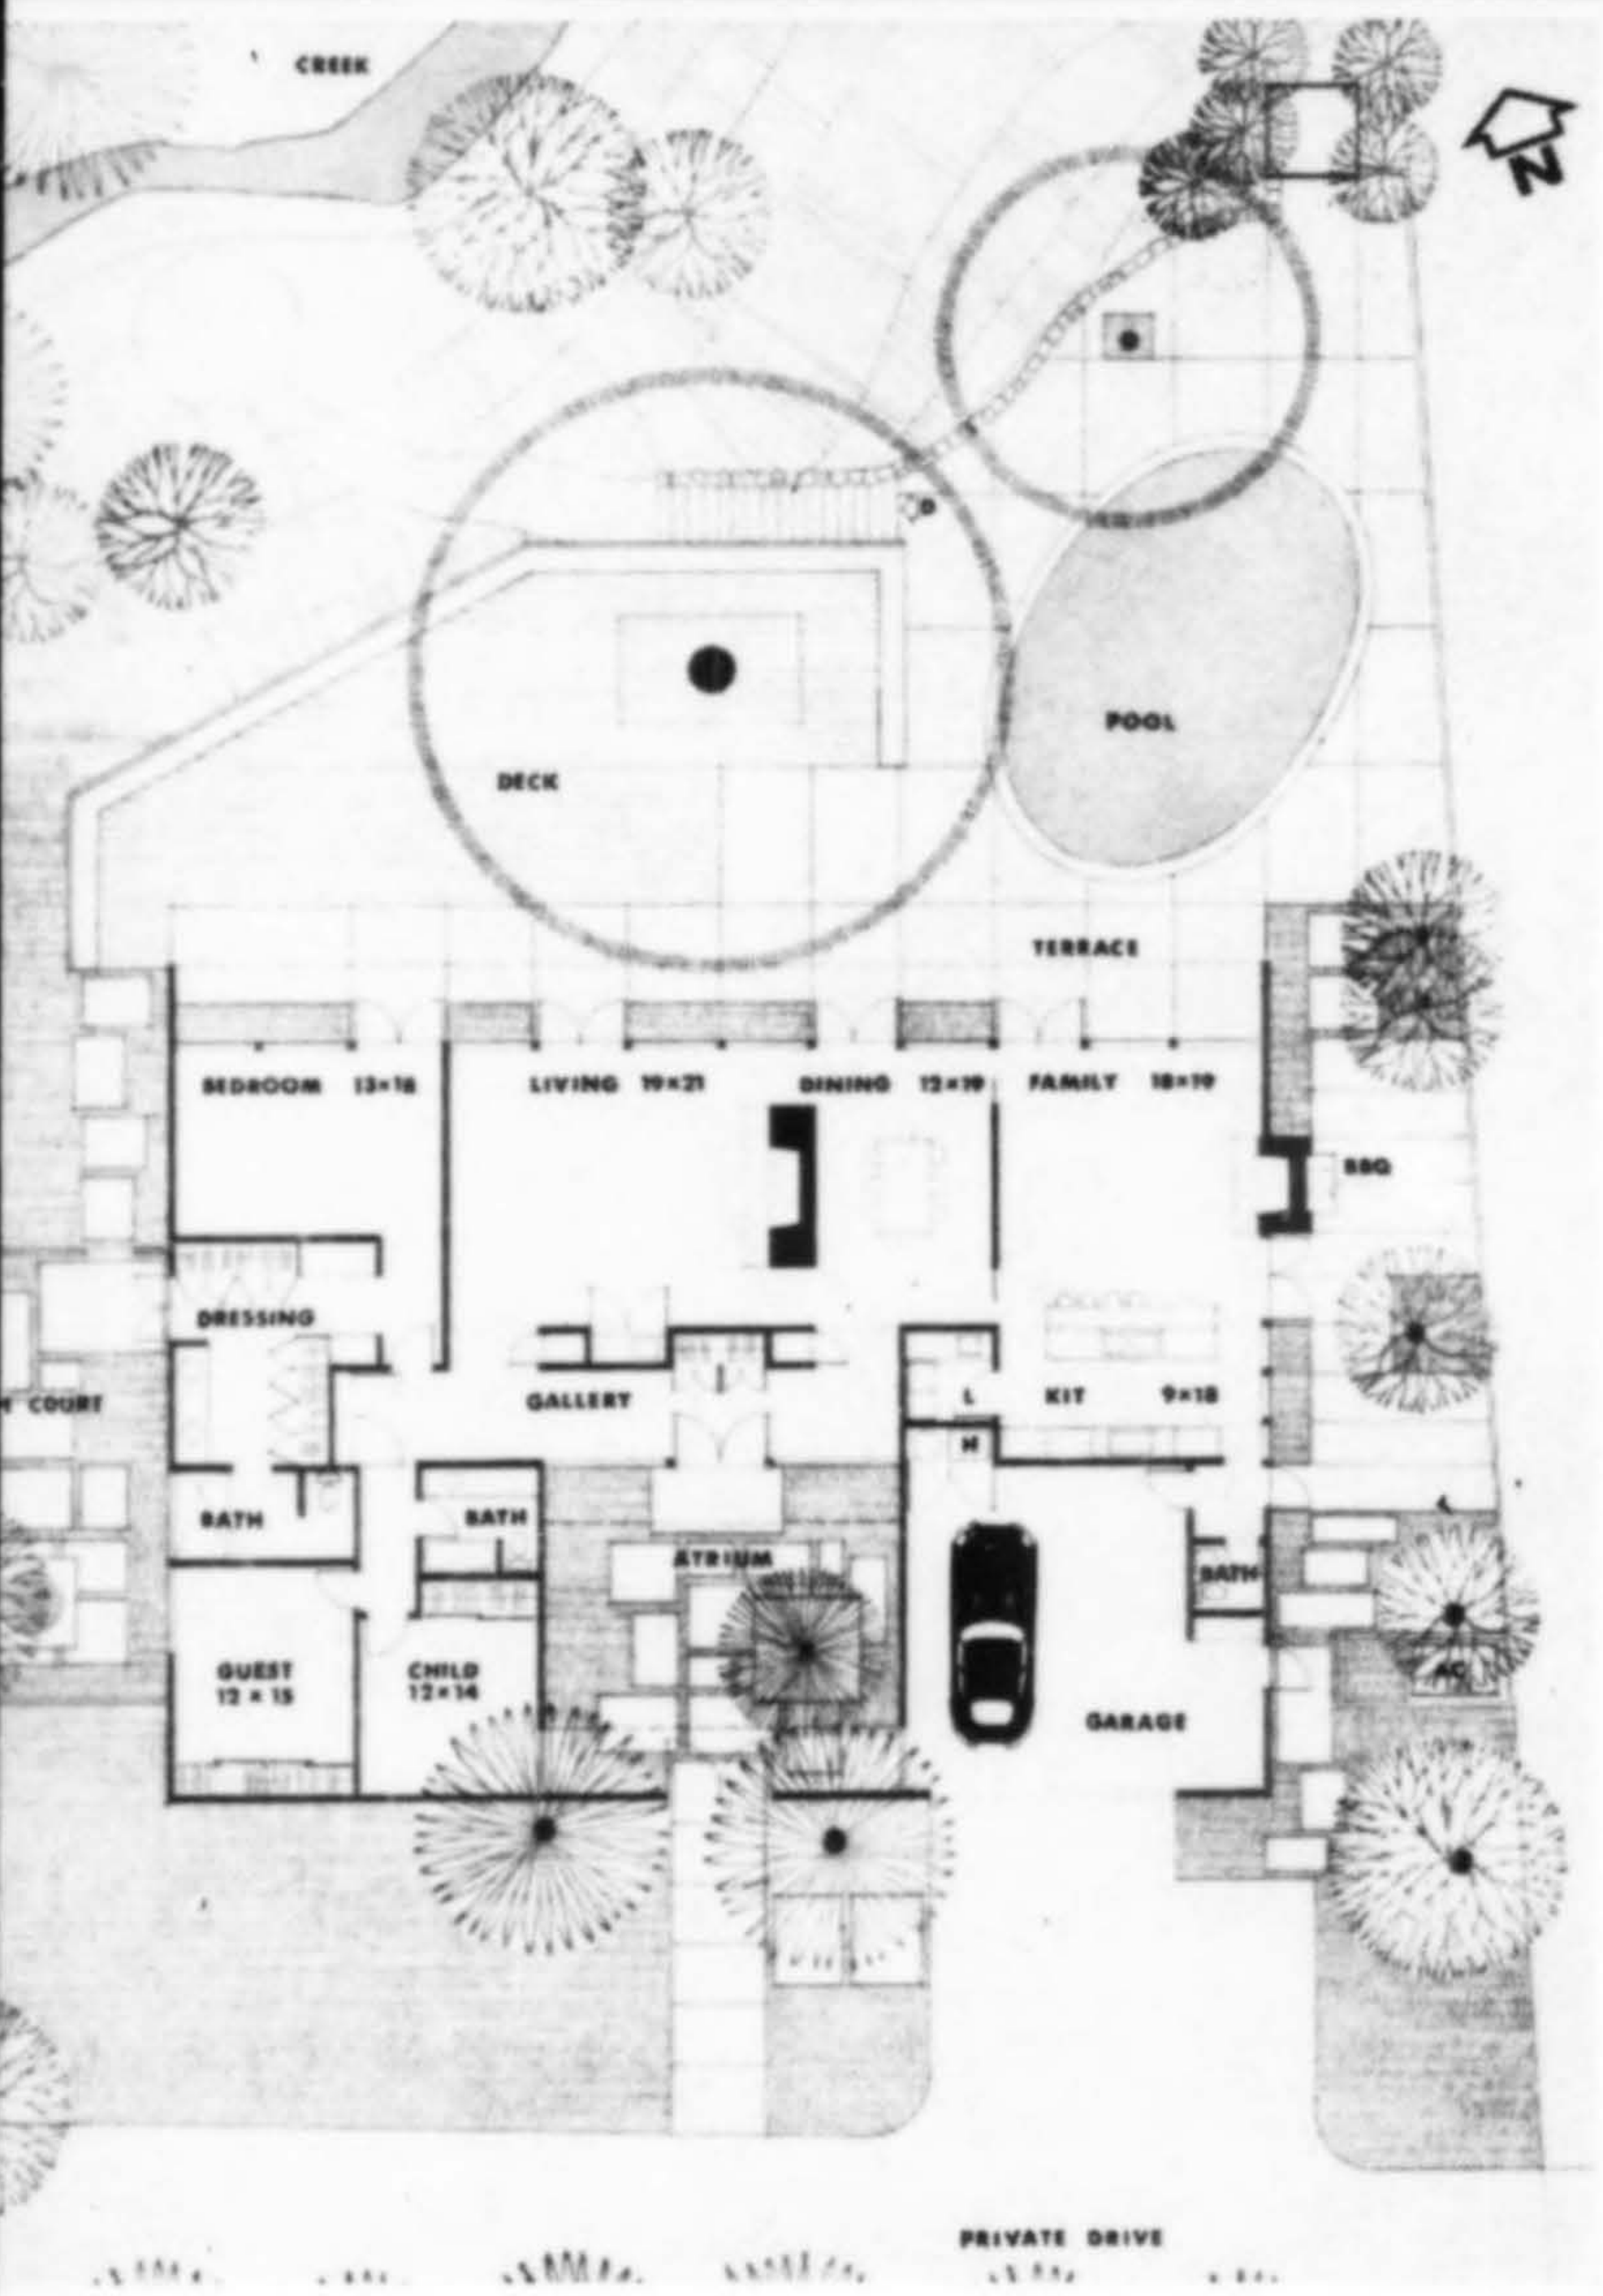 CREEK
N
POOL
DECK
TERRACE
BEDROOM 13×16
LIVING 19×21
DINING 12×19
FAMILY 18×19
BBQ
DRESSING
COURT
GALLERY
L
KIT 9×18
H
BATH
BATH
ATRIUM
BATH
GUEST
12 × 15
CHILD
12×14
AC
GARAGE
PRIVATE DRIVE